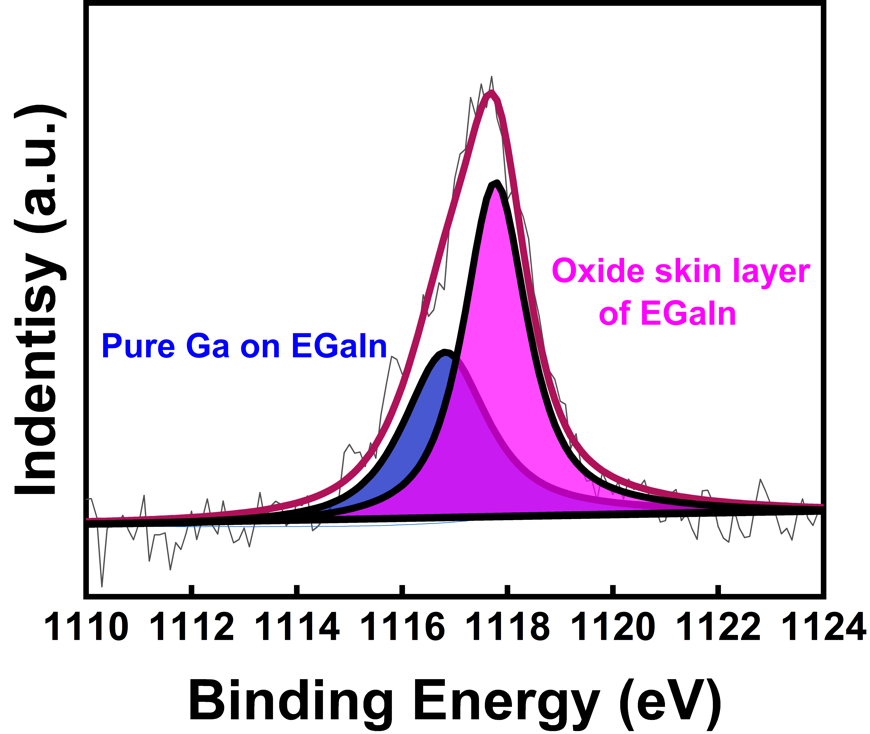 Indentisy (a.u.)
Oxide skin layer
of EGaIn
Pure Ga on EGaIn
1110 1112 1114 1116 1118 1120 1122 1124
Binding Energy (eV)